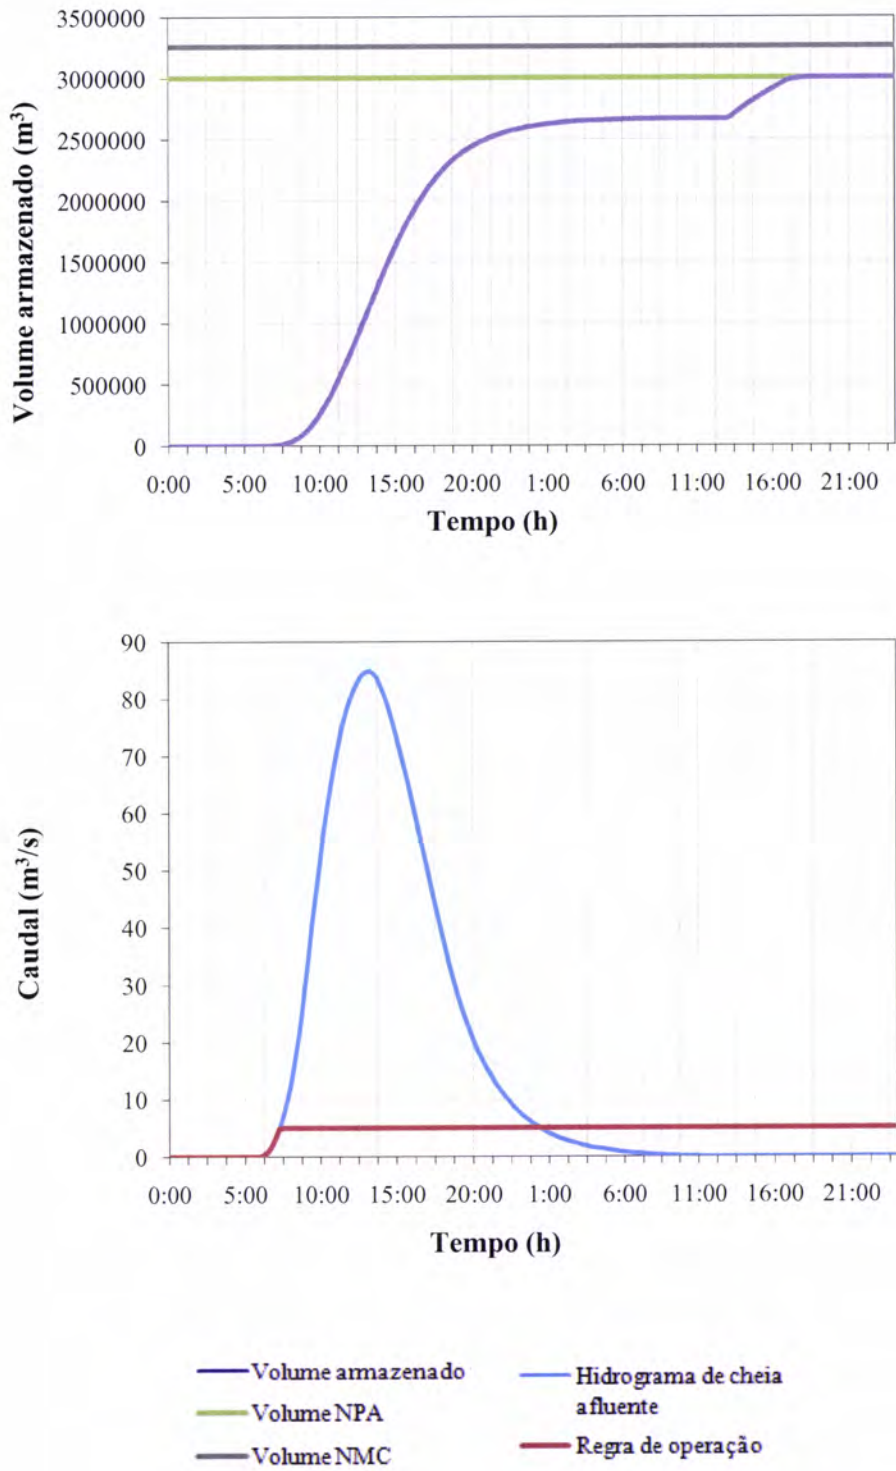 3500000
3000000
2500000
2000000
1500000
1000000
500000
0
Volume armazenado (m³)
0:00 5:00 10:00 15:00 20:00 1:00 6:00 11:00 16:00 21:00
Tempo (h)
90
80
70
60
50
40
30
20
10
0
Caudal (m³/s)
0:00 5:00 10:00 15:00 20:00 1:00 6:00 11:00 16:00 21:00
Tempo (h)
Volume armazenado
Volume NPA
Volume NMC
Hidrograma de cheia
afluente
Regra de operação